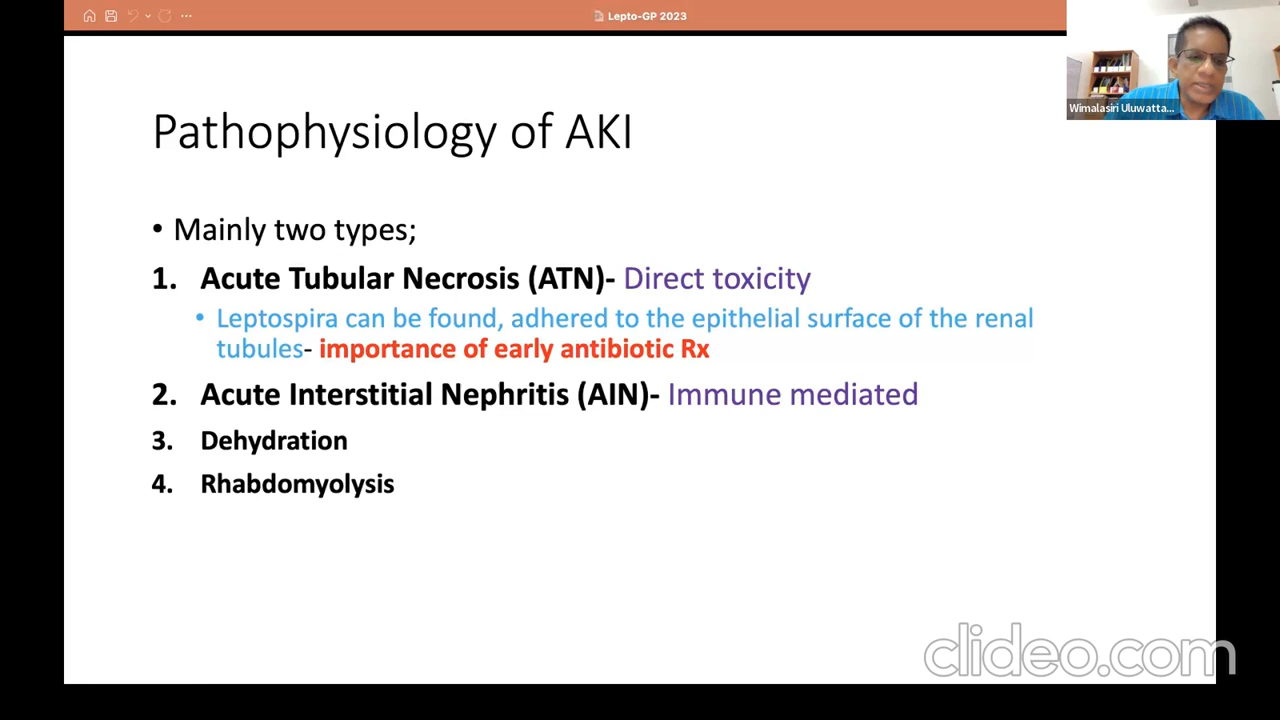 Lepto-GP 2023
Wimalasiri Uluwatta...
Pathophysiology of AKI
• Mainly two types;
1. Acute Tubular Necrosis (ATN)- Direct toxicity
• Leptospira can be found, adhered to the epithelial surface of the renal
tubules- importance of early antibiotic Rx
2. Acute Interstitial Nephritis (AIN)- Immune mediated
3. Dehydration
4. Rhabdomyolysis
clideo.com